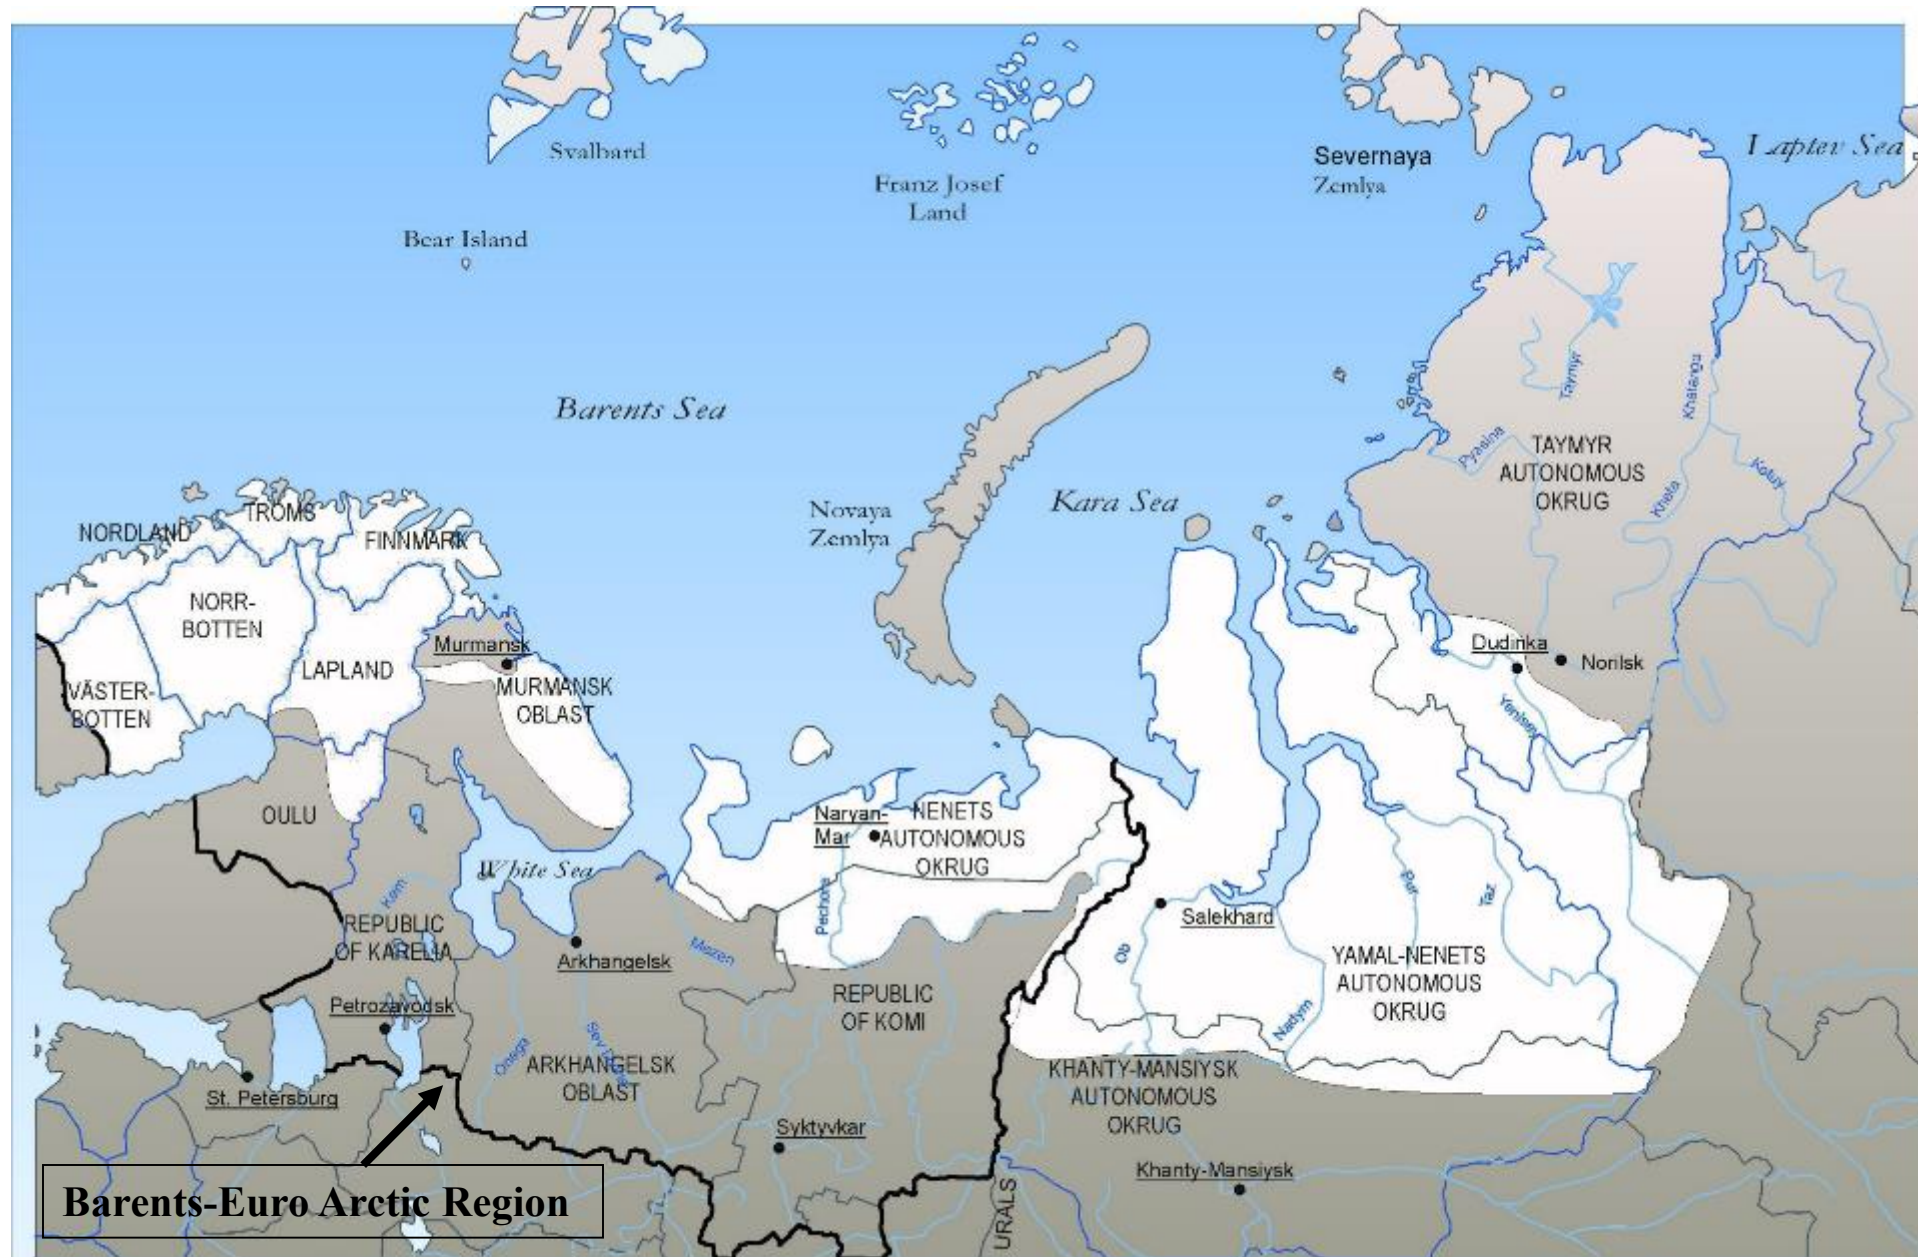 Svalbard
Franz Josef
Land
Severnaya
Zemlya
Laptev Sea
Bear Island
Barents Sea
Novaya
Zemlya
Kara Sea
Taymyr
Khatangu
Pyasina
Kheta
Kotuy
TAYMYR
AUTONOMOUS
OKRUG
NORDLAND
TROMS
FINNMARK
NORR-
BOTTEN
LAPLAND
VÄSTER-
BOTTEN
Murmansk
MURMANSK
OBLAST
Dudinka
Norilsk
Yenisey
OULU
White Sea
Naryan-
Mar
NENETS
AUTONOMOUS
OKRUG
Kem
REPUBLIC
OF KARELIA
Pechora
Mezen
Arkhangelsk
Salekhard
Ob
Pur
Taz
Nadym
YAMAL-NENETS
AUTONOMOUS
OKRUG
REPUBLIC
OF KOMI
Petrozavodsk
Onega
ARKHANGELSK
OBLAST
St. Petersburg
KHANTY-MANSIYSK
AUTONOMOUS
OKRUG
Syktyvkar
Khanty-Mansiysk
URALS
Barents-Euro Arctic Region